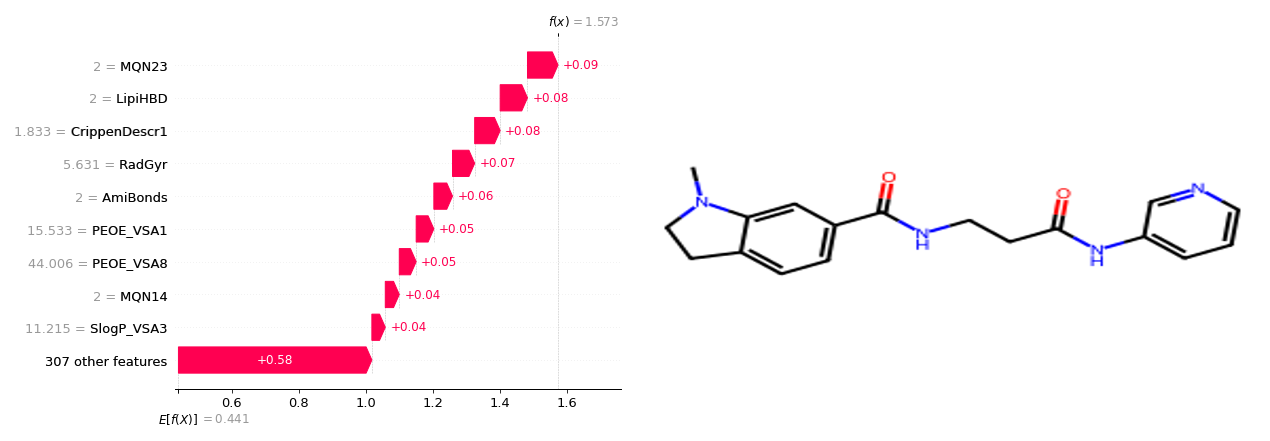 f(x) = 1.573
2 = MQN23 +0.09
2 = LipiHBD +0.08
1.833 = CrippenDescr1 +0.08
5.631 = RadGyr +0.07
2 = AmiBonds +0.06
15.533 = PEOE_VSA1 +0.05
44.006 = PEOE_VSA8 +0.05
2 = MQN14 +0.04
11.215 = SlogP_VSA3 +0.04
307 other features +0.58
0.6 0.8 1.0 1.2 1.4 1.6
E[f(X)] = 0.441
N
O
N
H
O
N
H
N